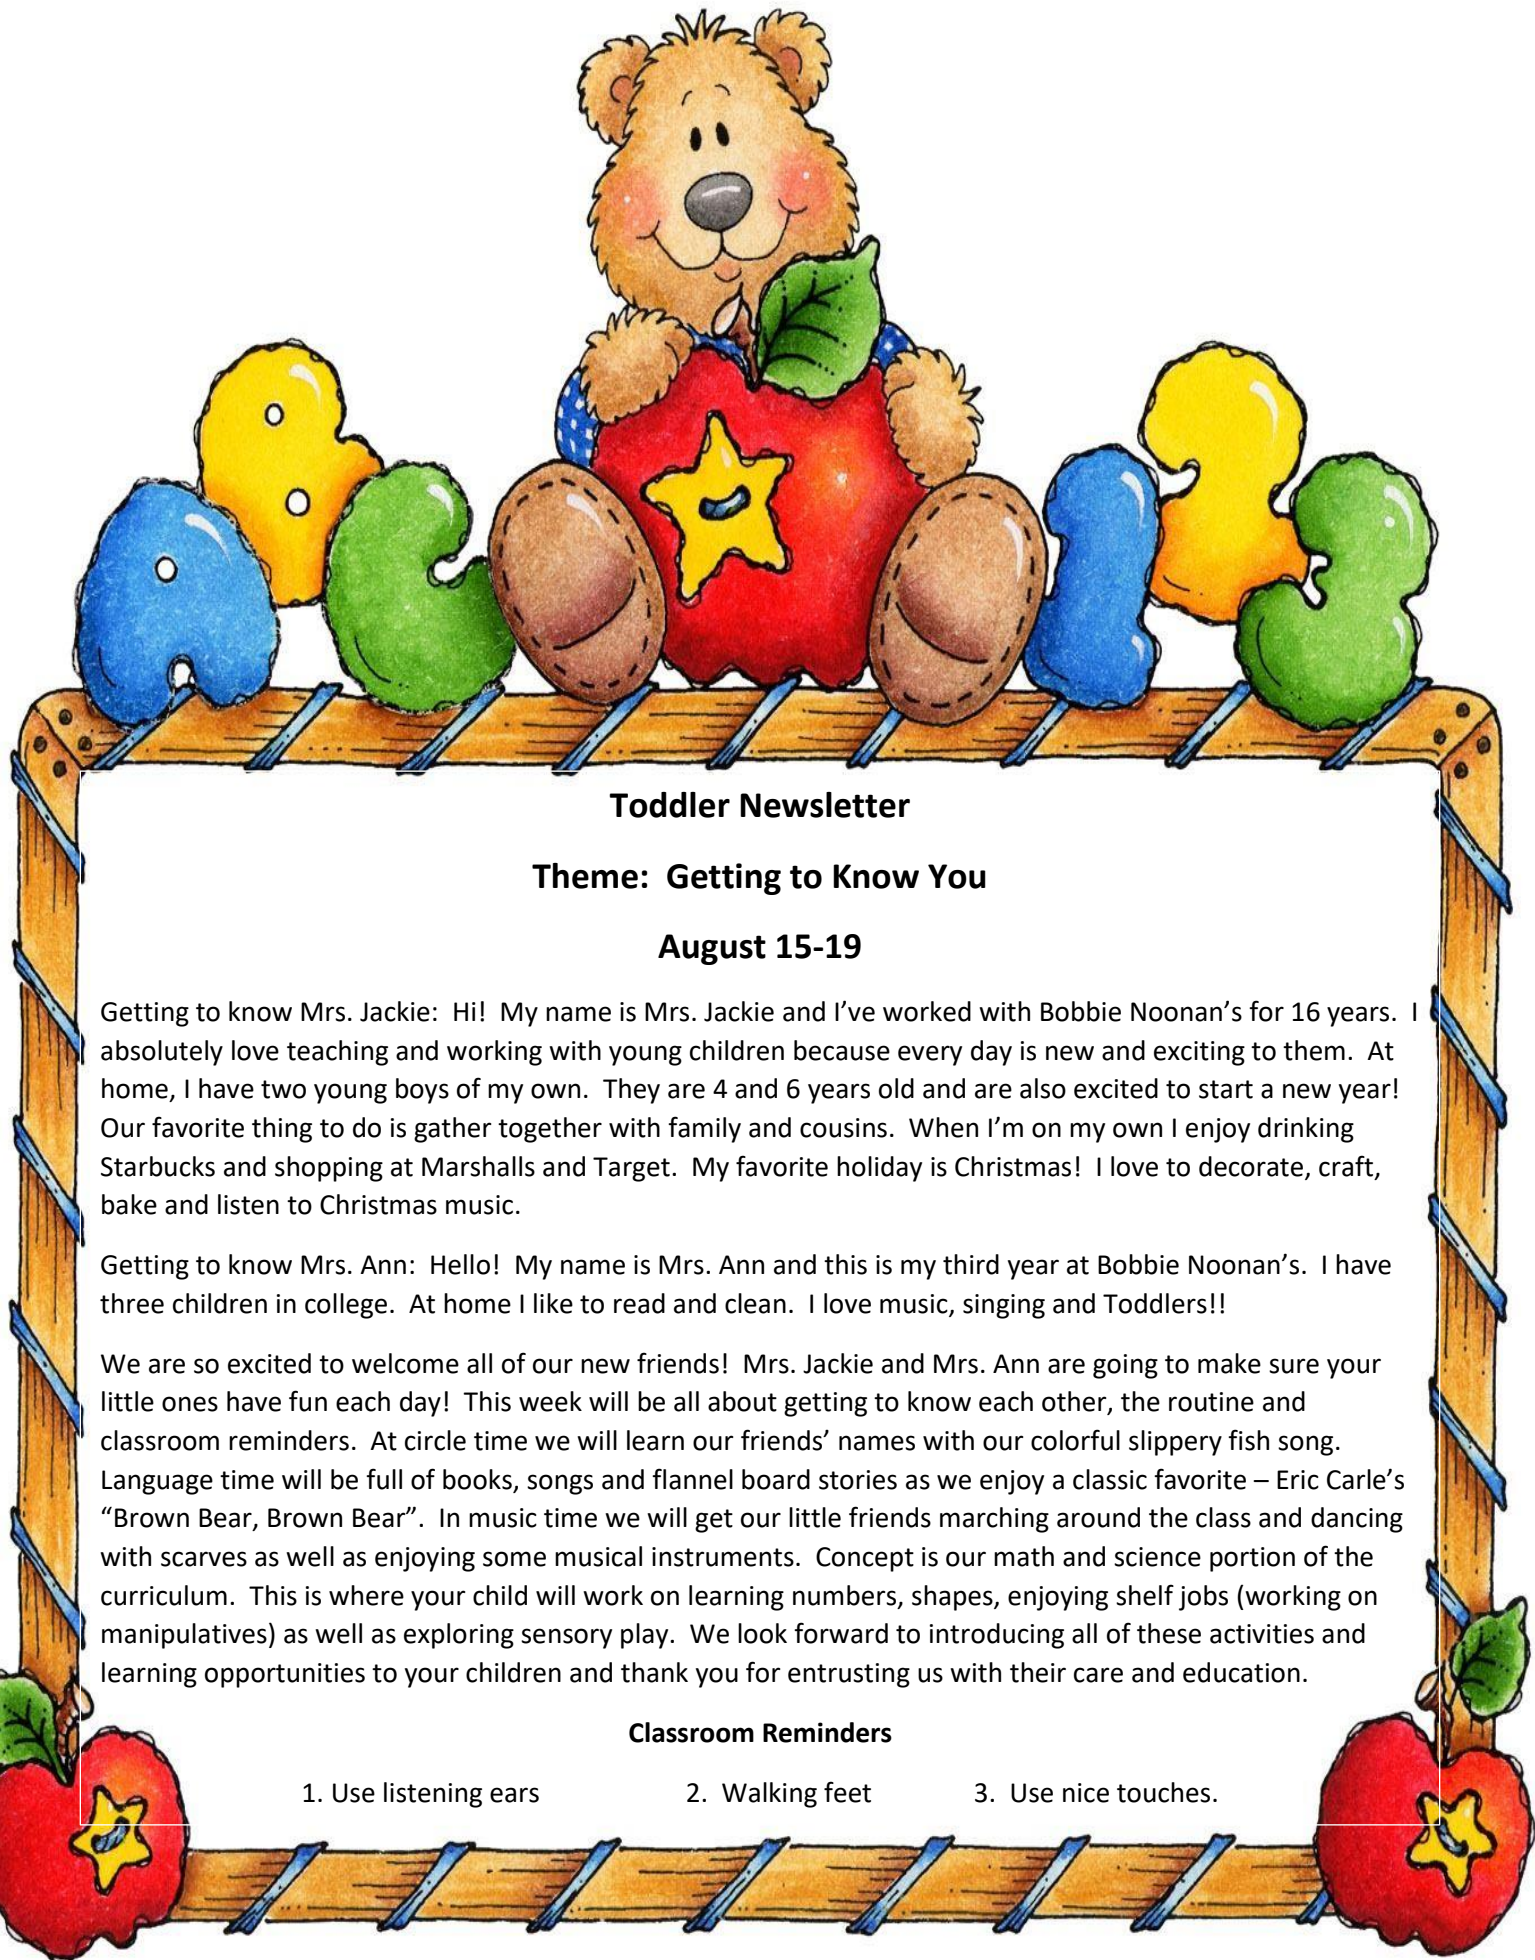 A B C 1 2 3
Toddler Newsletter
Theme:  Getting to Know You
August 15-19
Getting to know Mrs. Jackie:  Hi!  My name is Mrs. Jackie and I’ve worked with Bobbie Noonan’s for 16 years.  I
absolutely love teaching and working with young children because every day is new and exciting to them.  At
home, I have two young boys of my own.  They are 4 and 6 years old and are also excited to start a new year!
Our favorite thing to do is gather together with family and cousins.  When I’m on my own I enjoy drinking
Starbucks and shopping at Marshalls and Target.  My favorite holiday is Christmas!  I love to decorate, craft,
bake and listen to Christmas music.
Getting to know Mrs. Ann:  Hello!  My name is Mrs. Ann and this is my third year at Bobbie Noonan’s.  I have
three children in college.  At home I like to read and clean.  I love music, singing and Toddlers!!
We are so excited to welcome all of our new friends!  Mrs. Jackie and Mrs. Ann are going to make sure your
little ones have fun each day!  This week will be all about getting to know each other, the routine and
classroom reminders.  At circle time we will learn our friends’ names with our colorful slippery fish song.
Language time will be full of books, songs and flannel board stories as we enjoy a classic favorite – Eric Carle’s
“Brown Bear, Brown Bear”.  In music time we will get our little friends marching around the class and dancing
with scarves as well as enjoying some musical instruments.  Concept is our math and science portion of the
curriculum.  This is where your child will work on learning numbers, shapes, enjoying shelf jobs (working on
manipulatives) as well as exploring sensory play.  We look forward to introducing all of these activities and
learning opportunities to your children and thank you for entrusting us with their care and education.
Classroom Reminders
1. Use listening ears 2.  Walking feet 3.  Use nice touches.